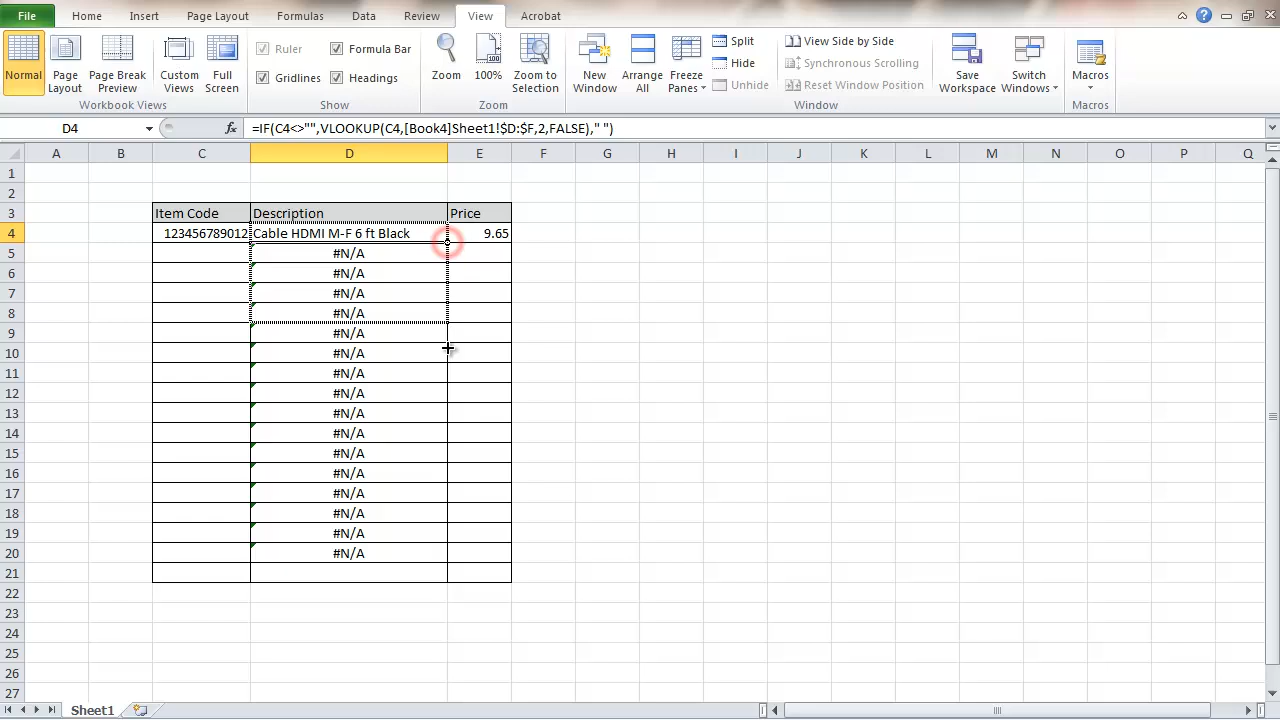 File Home Insert Page Layout Formulas Data Review View Acrobat
Normal Page Layout Page Break Preview Custom Views Full Screen
Workbook Views
Ruler Formula Bar
Gridlines Headings
Show
Zoom 100% Zoom to Selection
Zoom
New Window Arrange All Freeze Panes
Split View Side by Side
Hide Synchronous Scrolling
Unhide Reset Window Position
Save Workspace Switch Windows
Window
Macros
Macros
D4 fx =IF(C4<>"",VLOOKUP(C4,[Book4]Sheet1!$D:$F,2,FALSE)," ")
A B C D E F G H I J K L M N O P Q
1
2
3 Item Code Description Price
4 123456789012 Cable HDMI M-F 6 ft Black 9.65
5 #N/A
6 #N/A
7 #N/A
8 #N/A
9 #N/A
10 #N/A
11 #N/A
12 #N/A
13 #N/A
14 #N/A
15 #N/A
16 #N/A
17 #N/A
18 #N/A
19 #N/A
20 #N/A
21
22
23
24
25
26
27
Sheet1